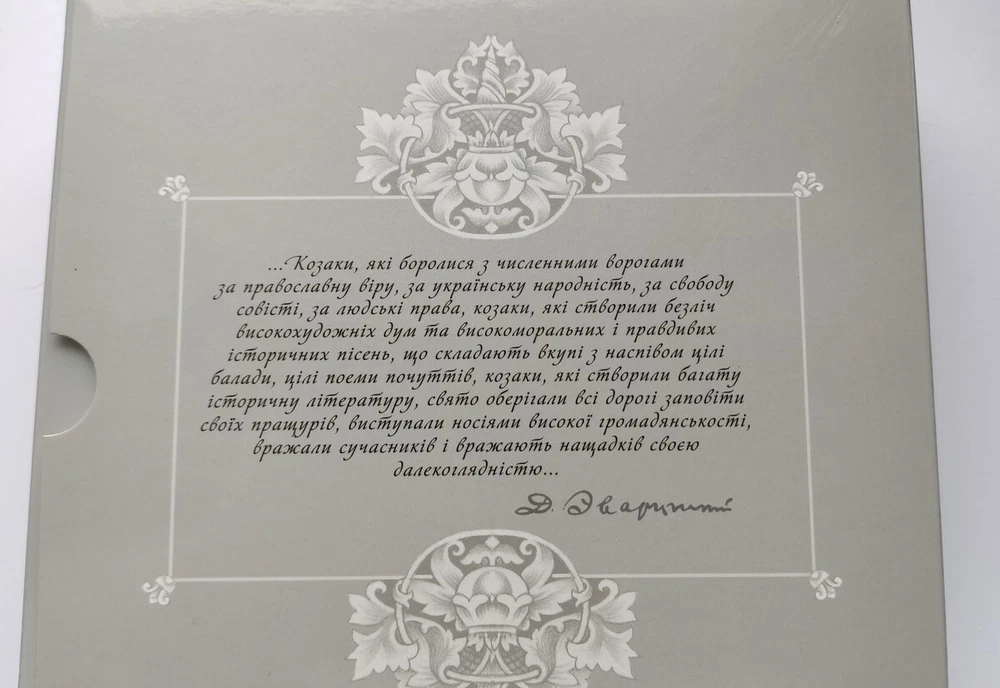 ...Козаки, які боролися з численними ворогами
за православну віру, за українську народність, за свободу
совісті, за людські права, козаки, які створили безліч
високохудожніх дум та високоморальних і правдивих
історичних пісень, що складають вкупі з наспівом цілі
балади, цілі поеми почуттів, козаки, які створили багату
історичну літературу, свято оберігали всі дорогі заповіти
своїх пращурів, виступали носіями високої громадянськості,
вражали сучасників і вражають нащадків своєю
далекоглядністю...
Д. Эварницкий